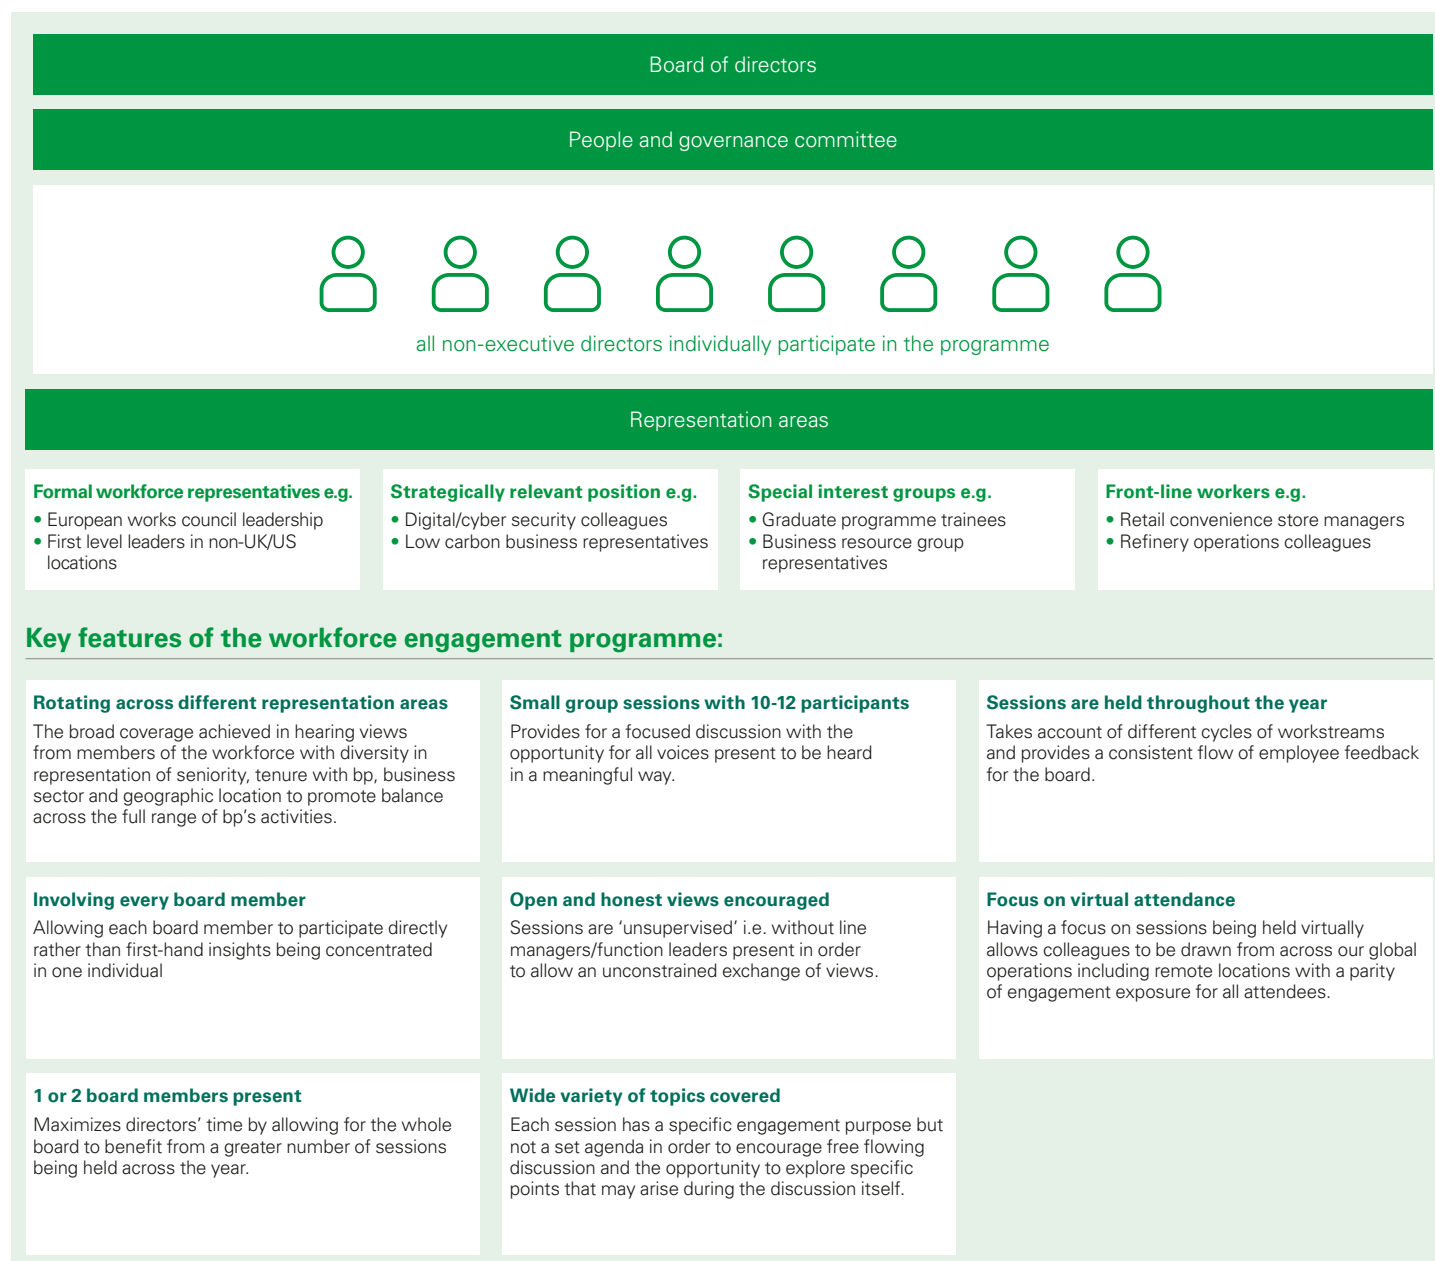 Board of directors
People and governance committee
all non-executive directors individually participate in the programme
Representation areas
Formal workforce representatives e.g.
• European works council leadership
• First level leaders in non-UK/US
locations
Strategically relevant position e.g.
• Digital/cyber security colleagues
• Low carbon business representatives
Special interest groups e.g.
• Graduate programme trainees
• Business resource group
representatives
Front-line workers e.g.
• Retail convenience store managers
• Refinery operations colleagues
Key features of the workforce engagement programme:
Rotating across different representation areas
The broad coverage achieved in hearing views
from members of the workforce with diversity in
representation of seniority, tenure with bp, business
sector and geographic location to promote balance
across the full range of bp's activities.
Small group sessions with 10-12 participants
Provides for a focused discussion with the
opportunity for all voices present to be heard
in a meaningful way.
Sessions are held throughout the year
Takes account of different cycles of workstreams
and provides a consistent flow of employee feedback
for the board.
Involving every board member
Allowing each board member to participate directly
rather than first-hand insights being concentrated
in one individual
Open and honest views encouraged
Sessions are 'unsupervised' i.e. without line
managers/function leaders present in order
to allow an unconstrained exchange of views.
Focus on virtual attendance
Having a focus on sessions being held virtually
allows colleagues to be drawn from across our global
operations including remote locations with a parity
of engagement exposure for all attendees.
1 or 2 board members present
Maximizes directors' time by allowing for the whole
board to benefit from a greater number of sessions
being held across the year.
Wide variety of topics covered
Each session has a specific engagement purpose but
not a set agenda in order to encourage free flowing
discussion and the opportunity to explore specific
points that may arise during the discussion itself.